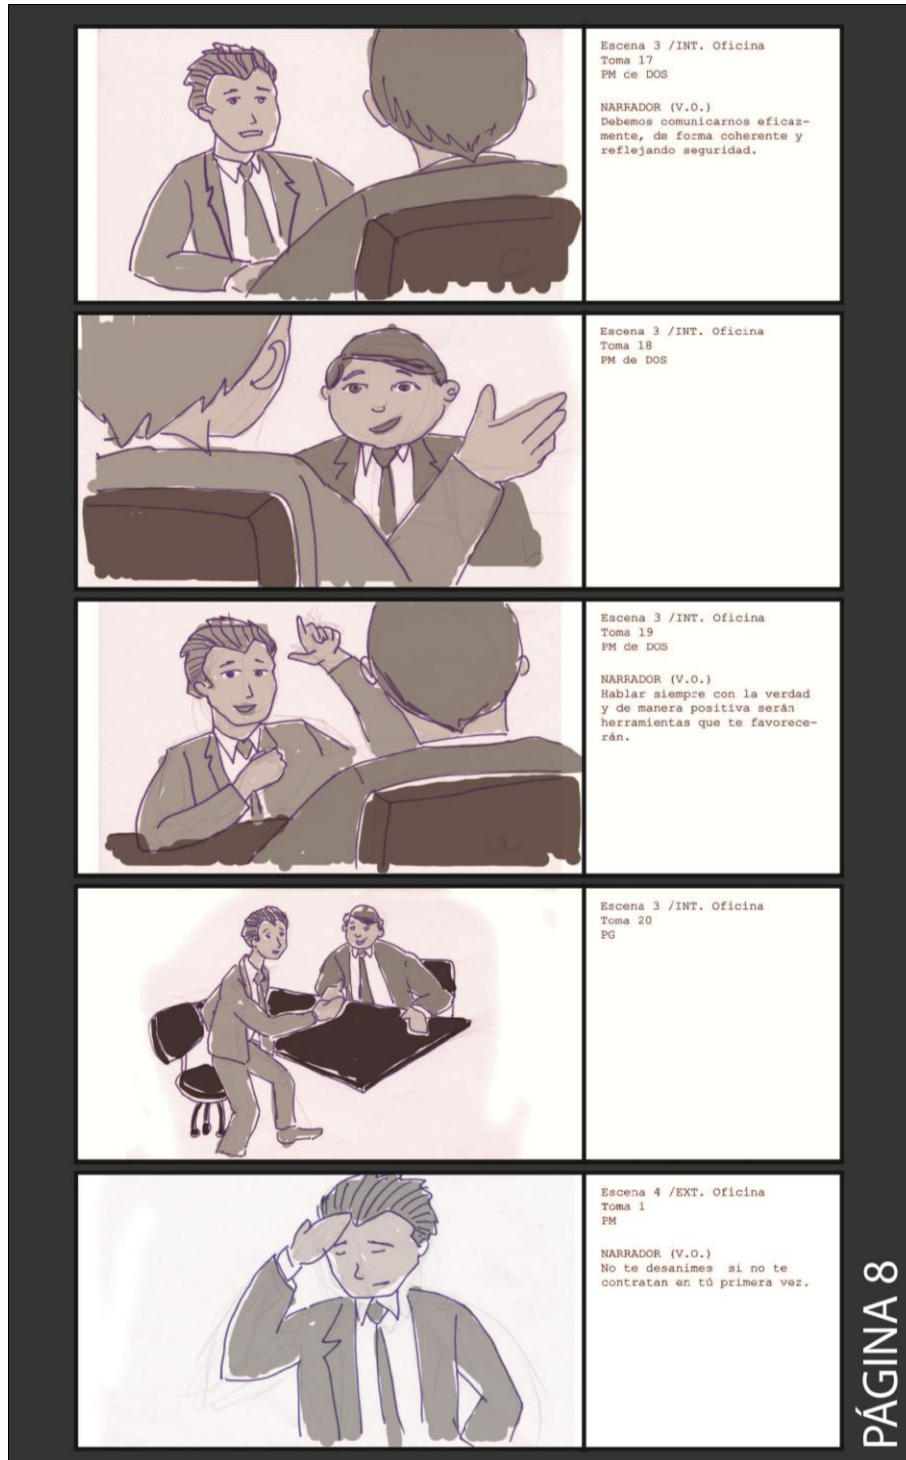 Escena 3 /INT. Oficina
Toma 17
PM de DOS
NARRADOR (V.O.)
Debemos comunicarnos eficaz-
mente, de forma coherente y
reflejando seguridad.
Escena 3 /INT. Oficina
Toma 18
PM de DOS
Escena 3 /INT. Oficina
Toma 19
PM de DOS
NARRADOR (V.O.)
Hablar siempre con la verdad
y de manera positiva serán
herramientas que te favorece-
rán.
Escena 3 /INT. Oficina
Toma 20
PG
Escena 4 /EXT. Oficina
Toma 1
PM
NARRADOR (V.O.)
No te desanimes  si no te
contratan en tú primera vez.
PÁGINA 8